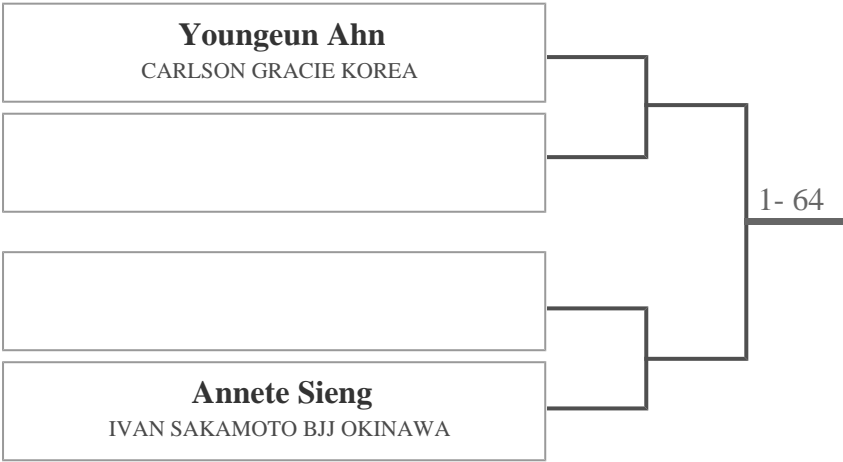 Youngeun Ahn
CARLSON GRACIE KOREA
1- 64
Annete Sieng
IVAN SAKAMOTO BJJ OKINAWA